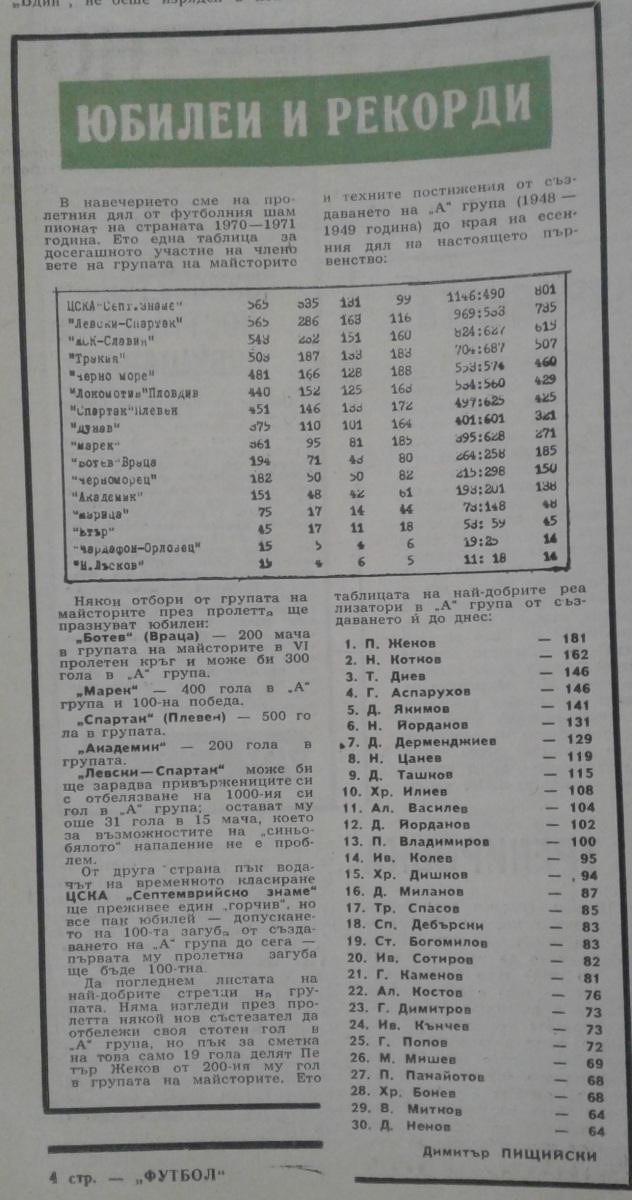 ЮБИЛЕИ И РЕКОРДИ
В навечерието сме на про-
летния дял от футболния шам
пионат на страната 1970—1971
година. Ето една таблица за
досегашното участие на члено
вете на групата на майсторите
и техните постижения от съз-
даването на „А“ група (1948 —
1949 година) до края на есен-
ния дял на настоящето пър-
венство:
ЦСКА"Септ.знаме" 565 335 131 99 1146:490 801
"Левски-Спартак" 565 286 163 116 969:533 735
151 160 619
"Тракия" 503 187 133 183 704:687 507
"Черно море" 481 166 128 188 460
"Локомотив"Пловдив 440 152 125 163 534:560 429
"Спартак"Плевен 451 146 133 172 497:625 425
"Дунав" 375 110 101 164 401:601 321
"Марек" 361 95 81 185 395:628 271
"Ботев"Враца 194 71 43 80 264:258 185
"Черноморец" 182 50 50 82 215:298 150
"Академик" 151 48 42 61 193:201 138
"Марица" 75 17 14 44 73:148 48
"Етър" 45 17 11 18 53: 59 45
"Чардафон-Орловец" 15 5 4 6 19:25 14
"Н.Лъсков" 15 4 6 5 11: 18 14
Някои отбори от групата на
майсторите през пролетта ще
празнуват юбилеи:
„Ботев“ (Враца) — 200 мача
в групата на майсторите в VI
пролетен кръг и може би 300
гола в „А“ група.
„Марек“ — 400 гола в „А“
група и 100-на победа.
„Спартак“ (Плевен) — 500 го
ла в групата.
„Академик“ — 200 гола в
групата.
„Левски—Спартак“ може би
ще зарадва привържениците си
с отбелязване на 1000-ия си
гол в „А“ група; остават му
още 31 гола в 15 мача, което
за възможностите на „синьо-
бялото“ нападение не е проб-
лем.
От друга страна пък вода-
чът на временното класиране
ЦСКА „Септемврийско знаме“
ще преживее един „горчив“, но
все пак юбилей — допускане-
то на 100-та загуба от създа-
ването на „А“ група до сега —
първата му пролетна загуба
ще бъде 100-тна.
Да погледнем листата на
най-добрите стрелци на гру-
пата. Няма изгледи през про-
летта някой нов състезател да
отбележи своя стотен гол в
„А“ група, но пък за сметка
на това само 19 гола делят Пе
тър Жеков от 200-ия му гол
в групата на майсторите. Ето
таблицата на най-добрите реа
лизатори в „А“ група от съз-
даването ѝ до днес:
1. П. Жеков — 181
2. Н. Котков — 162
3. Т. Диев — 146
4. Г. Аспарухов — 146
5. Д. Якимов — 141
6. Н. Йорданов — 131
7. Д. Дерменджиев — 129
8. Н. Цанев — 119
9. Д. Ташков — 115
10. Хр. Илиев — 108
11. Ал. Василев — 104
12. Д. Йорданов — 102
13. П. Владимиров — 100
14. Ив. Колев — 95
15. Хр. Дишков — 94
16. Д. Миланов — 87
17. Тр. Спасов — 85
18. Сп. Дебърски — 83
19. Ст. Богомилов — 83
20. Ив. Сотиров — 82
21. Г. Каменов — 81
22. Ал. Костов — 76
23. Г. Димитров — 73
24. Ив. Кънчев — 73
25. Г. Попов — 72
26. М. Мишев — 69
27. П. Панайотов — 68
28. Хр. Бонев — 68
29. В. Митков — 64
30. Д. Ненов — 64
Димитър ПИЩИЙСКИ
4 стр. — „ФУТБОЛ“